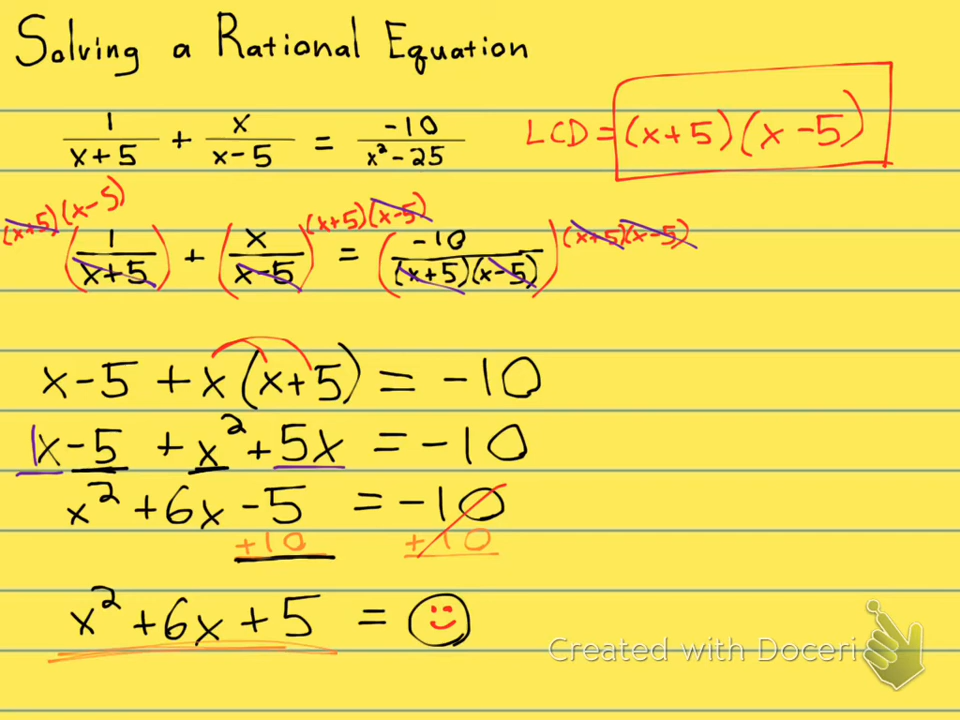 Solving a Rational Equation
1/(x+5) + x/(x-5) = -10/(x²-25)   LCD = (x+5)(x-5)
(x+5)(x-5)(1/(x+5)) + (x/(x-5))(x+5)(x-5) = (-10/((x+5)(x-5)))(x+5)(x-5)
x-5 + x(x+5) = -10
1x-5 + x² + 5x = -10
x² + 6x - 5 = -10
+10   +10
x² + 6x + 5 =
Created with Doceri